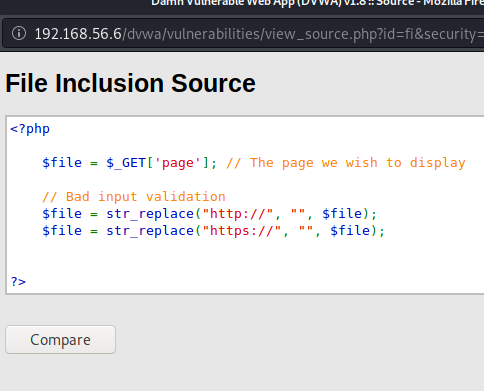 Damn Vulnerable Web App (DVWA) v1.8 :: Source - Mozilla Fire
192.168.56.6/dvwa/vulnerabilities/view_source.php?id=fi&security=
File Inclusion Source
<?php
$file = $_GET['page']; // The page we wish to display
// Bad input validation
$file = str_replace("http://", "", $file);
$file = str_replace("https://", "", $file);
?>
Compare